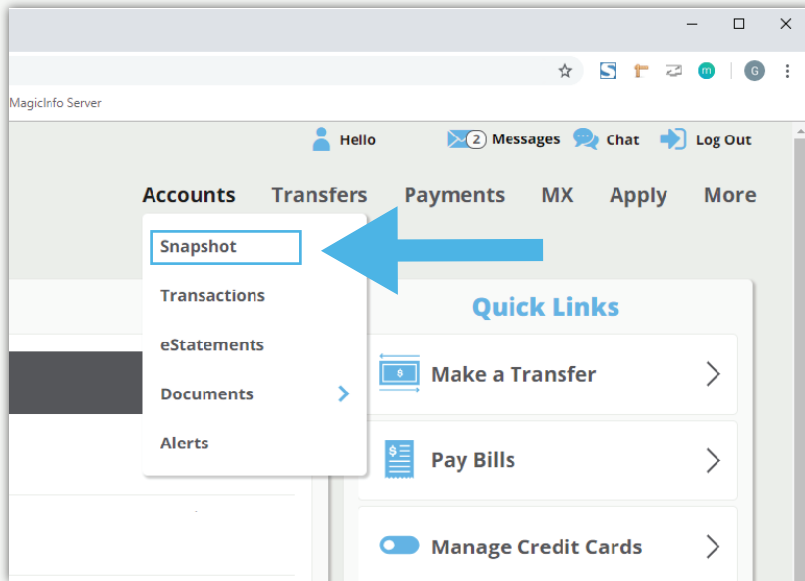 MagicInfo Server
Hello 2 Messages Chat Log Out
Accounts Transfers Payments MX Apply More
Snapshot
Transactions
eStatements
Documents
Alerts
Quick Links
$ Make a Transfer
$ Pay Bills
Manage Credit Cards
S m G